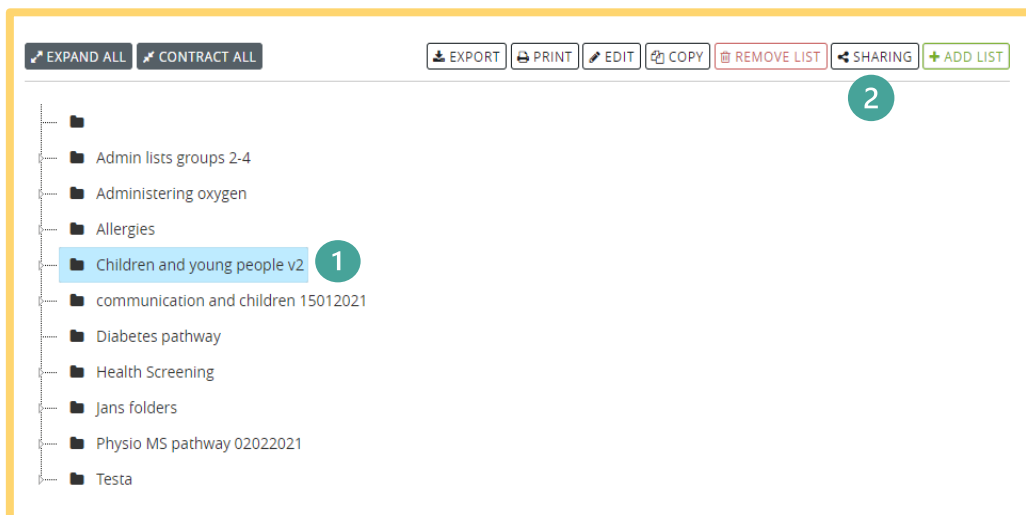 EXPAND ALL CONTRACT ALL EXPORT PRINT EDIT COPY REMOVE LIST SHARING + ADD LIST
2
Admin lists groups 2-4
Administering oxygen
Allergies
Children and young people v2 1
communication and children 15012021
Diabetes pathway
Health Screening
Jans folders
Physio MS pathway 02022021
Testa